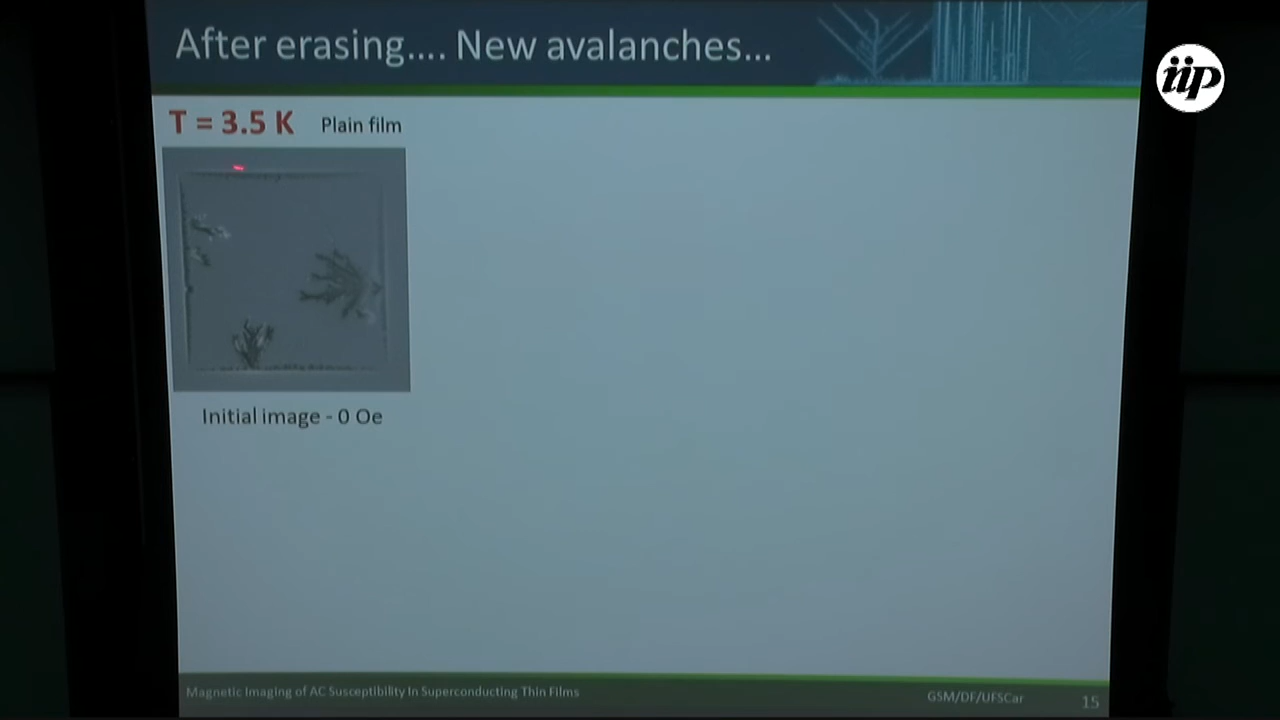 After erasing.... New avalanches...
iip
T = 3.5 K Plain film
Initial image - 0 Oe
Magnetic Imaging of AC Susceptibility In Superconducting Thin Films
GSM/DF/UFSCar
15